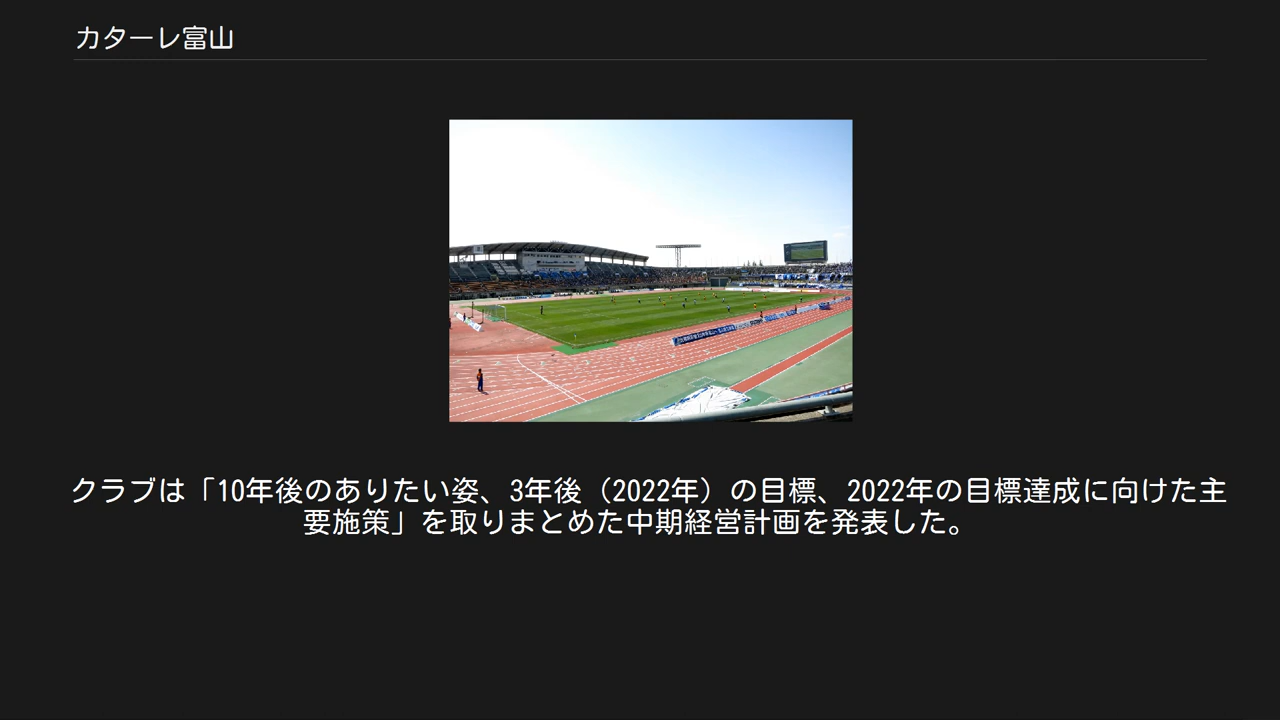 カターレ富山
クラブは「10年後のありたい姿、3年後（2022年）の目標、2022年の目標達成に向けた主
要施策」を取りまとめた中期経営計画を発表した。